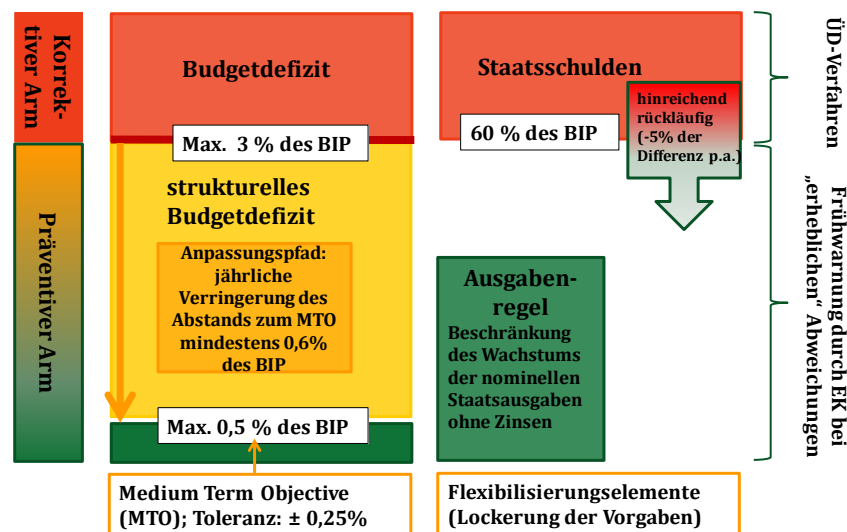 Korrek-
tiver Arm
Präventiver Arm
Budgetdefizit
Max.  3 % des BIP
strukturelles
Budgetdefizit
Anpassungspfad:
jährliche
Verringerung des
Abstands zum MTO
mindestens 0,6%
des BIP
Max. 0,5 % des BIP
Medium Term Objective
(MTO); Toleranz: ± 0,25%
Staatsschulden
60 % des BIP
hinreichend
rückläufig
(-5% der
Differenz p.a.)
Ausgaben-
regel
Beschränkung
des Wachstums
der nominellen
Staatsausgaben
ohne Zinsen
Flexibilisierungselemente
(Lockerung der Vorgaben)
ÜD-Verfahren
Frühwarnung durch EK bei
„erheblichen“ Abweichungen